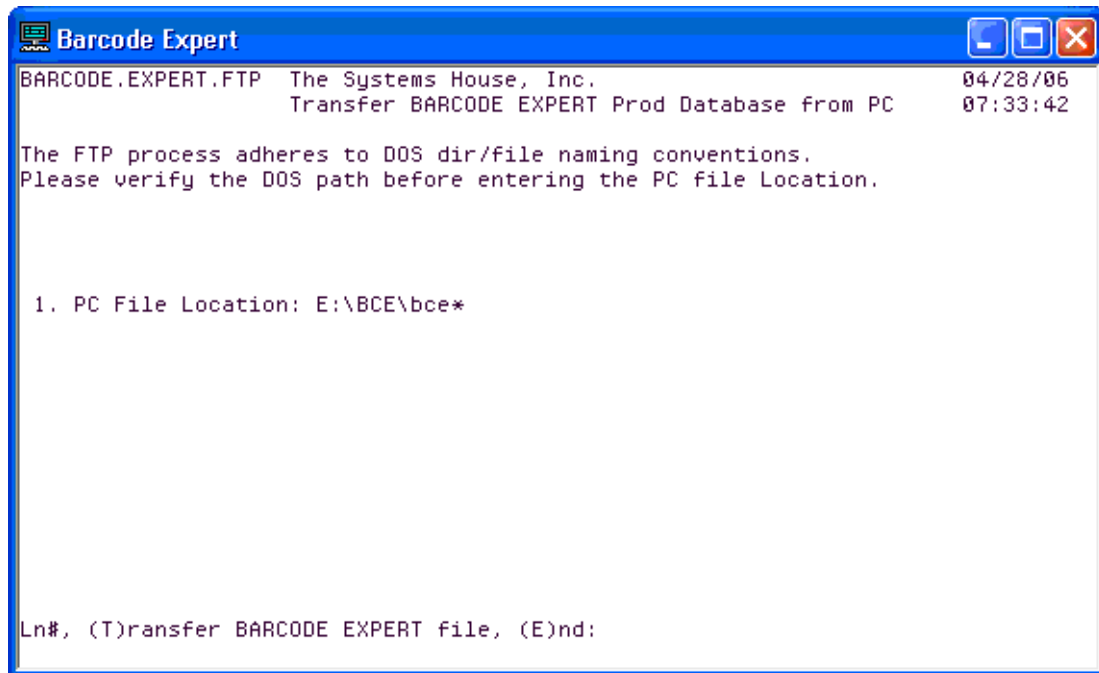 Barcode Expert
BARCODE.EXPERT.FTP The Systems House, Inc. 04/28/06
Transfer BARCODE EXPERT Prod Database from PC 07:33:42
The FTP process adheres to DOS dir/file naming conventions.
Please verify the DOS path before entering the PC file Location.
1. PC File Location: E:\BCE\bce*
Ln#, (T)ransfer BARCODE EXPERT file, (E)nd: